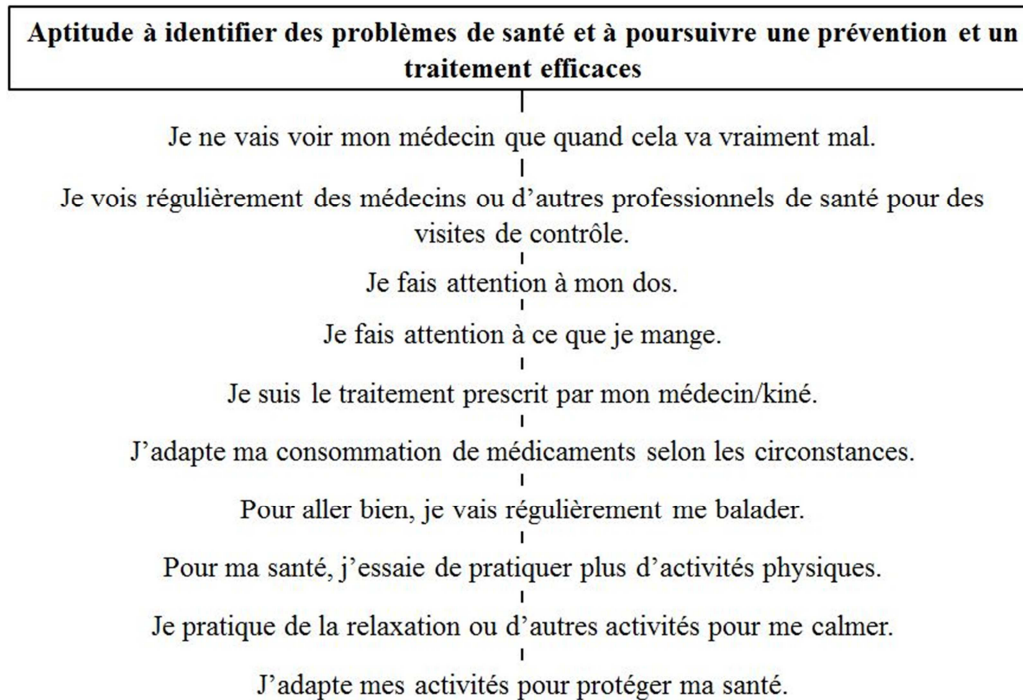 Aptitude à identifier des problèmes de santé et à poursuivre une prévention et un
traitement efficaces
Je ne vais voir mon médecin que quand cela va vraiment mal.
Je vois régulièrement des médecins ou d’autres professionnels de santé pour des
visites de contrôle.
Je fais attention à mon dos.
Je fais attention à ce que je mange.
Je suis le traitement prescrit par mon médecin/kiné.
J’adapte ma consommation de médicaments selon les circonstances.
Pour aller bien, je vais régulièrement me balader.
Pour ma santé, j’essaie de pratiquer plus d’activités physiques.
Je pratique de la relaxation ou d’autres activités pour me calmer.
J’adapte mes activités pour protéger ma santé.